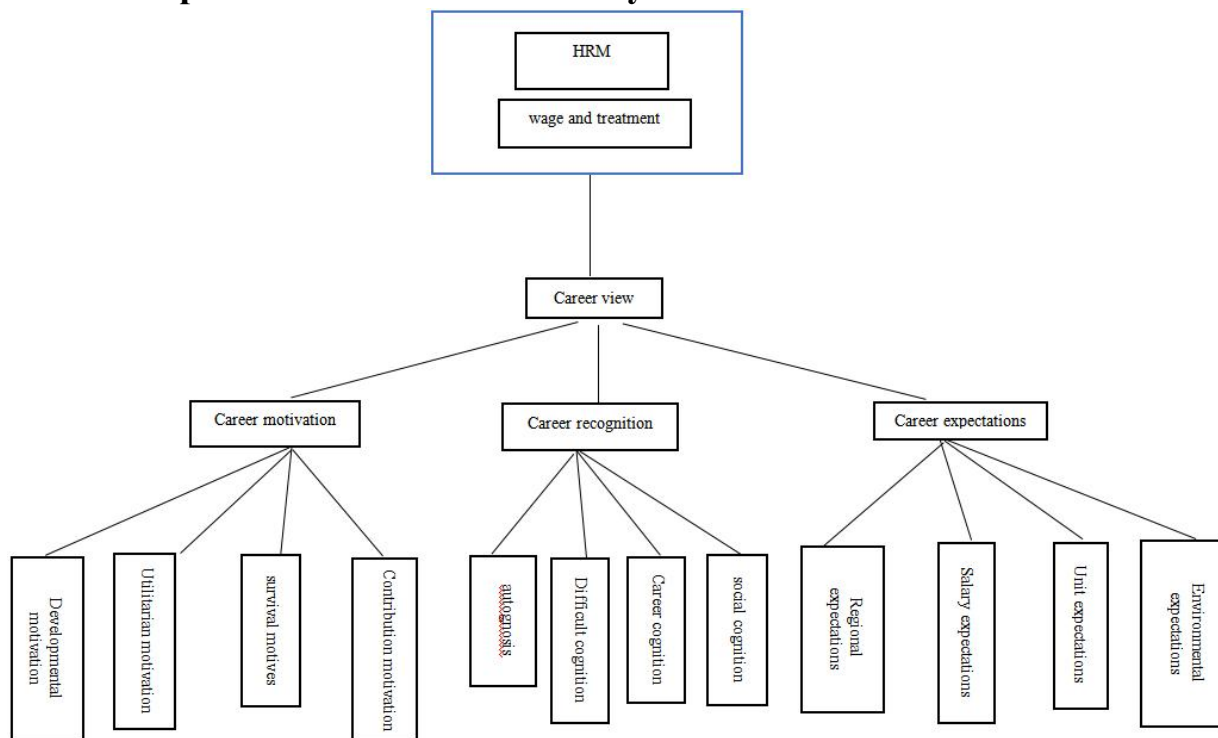 HRM
wage and treatment
Career view
Career motivation
Career recognition
Career expectations
Developmental
motivation
Utilitarian motivation
survival motives
Contribution motivation
autognosis
Difficult cognition
Career cognition
social cognition
Regional
expectations
Salary expectations
Unit expectations
Environmental
expectations